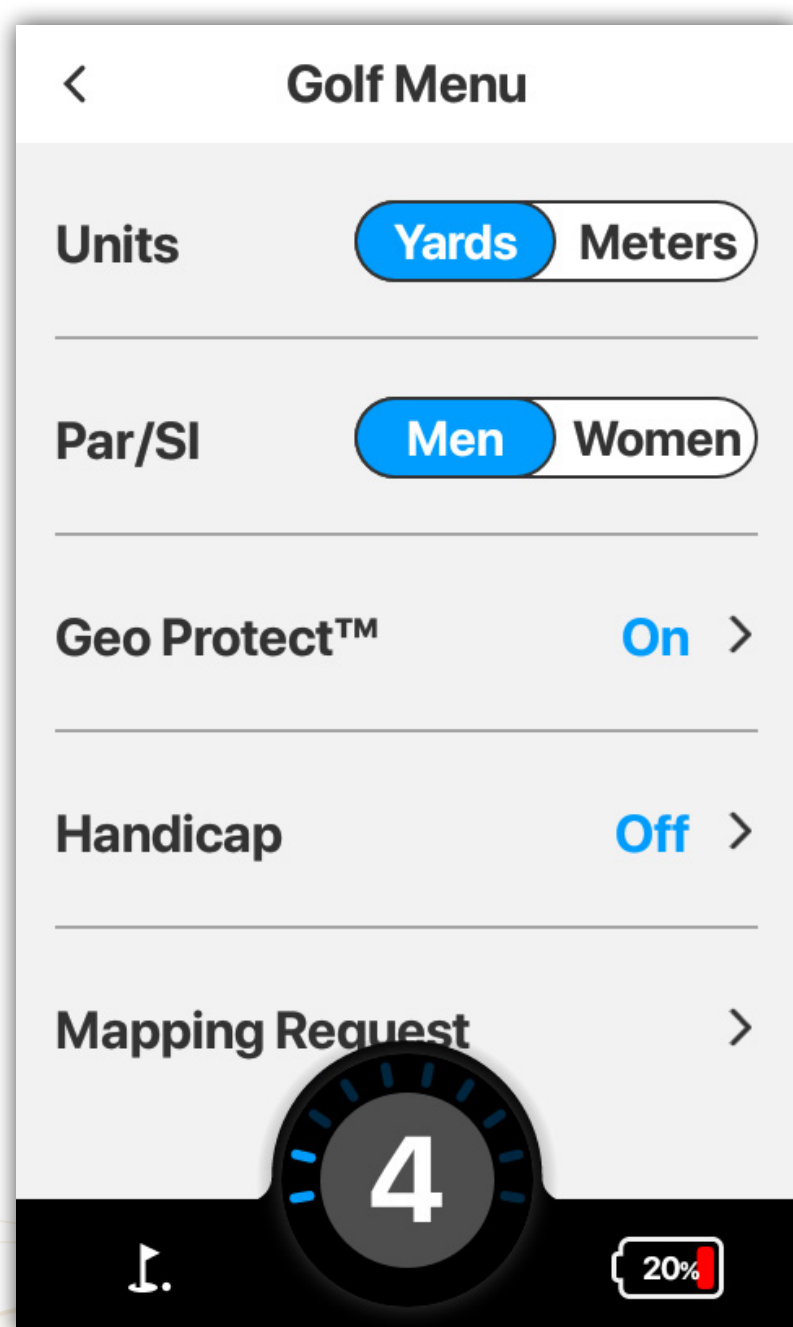 Golf Menu
Units Yards Meters
Par/SI Men Women
Geo Protect™ On
Handicap Off
Mapping Request
4
20%